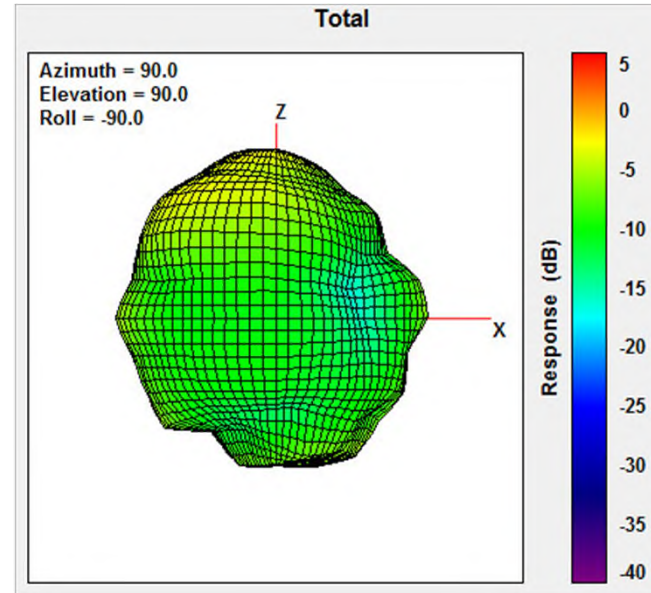 Total
Azimuth = 90.0
Elevation = 90.0
Roll = -90.0
Z
X
Response (dB)
5
0
-5
-10
-15
-20
-25
-30
-35
-40